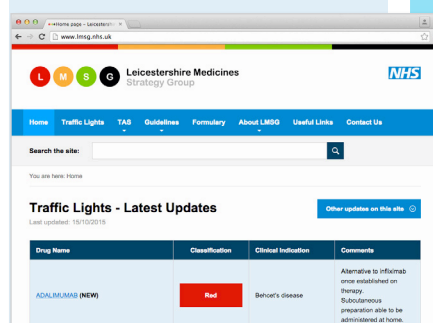 Home page - Leicestershir
www.lmsg.nhs.uk
L M S G
Leicestershire Medicines
Strategy Group
NHS
Home Traffic Lights TAS Guidelines Formulary About LMSG Useful Links Contact Us
Search the site:
You are here: Home
Traffic Lights - Latest Updates
Last updated: 15/10/2015
Other updates on this site
Drug Name Classification Clinical Indication Comments
ADALIMUMAB (NEW) Red Behcet's disease
Alternative to infliximab
once established on
therapy.
Subcutaneous
preparation able to be
administered at home.